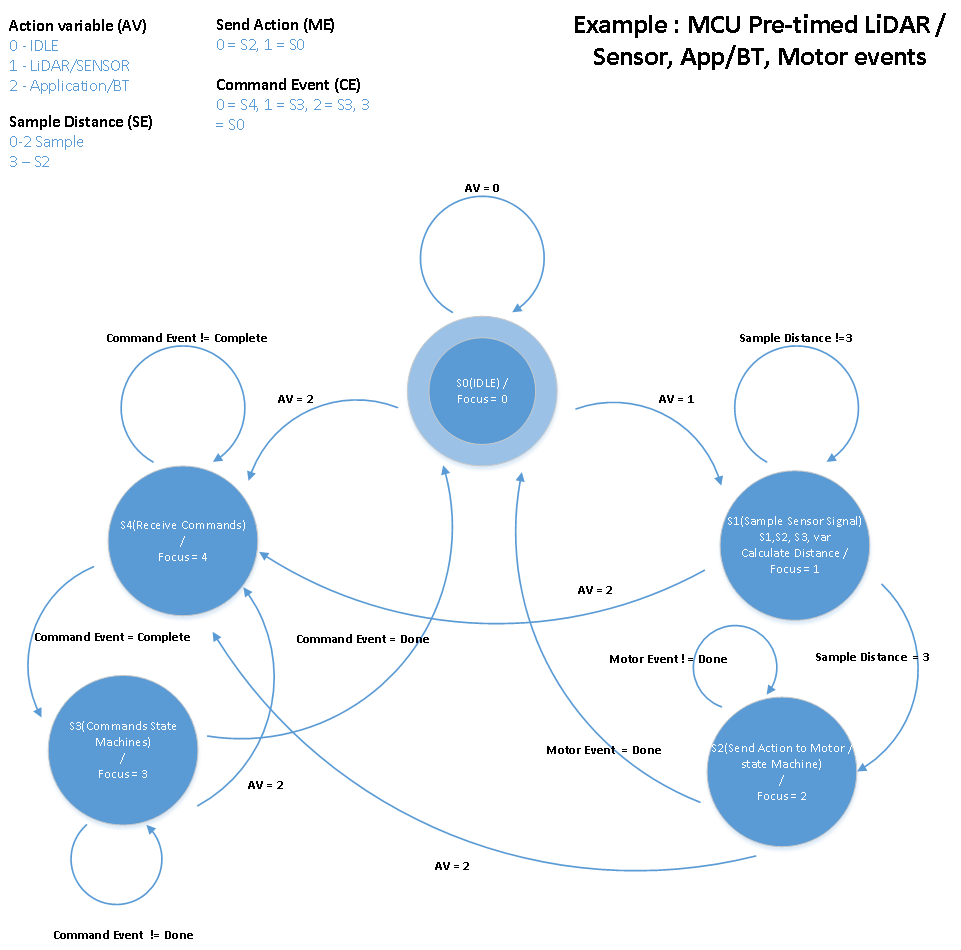 Action variable (AV)
0 - IDLE
1 - LiDAR/SENSOR
2 - Application/BT
Sample Distance (SE)
0-2 Sample
3 – S2
Send Action (ME)
0 = S2, 1 = S0
Command Event (CE)
0 = S4, 1 = S3, 2 = S3, 3
= S0
Example : MCU Pre-timed LiDAR /
Sensor, App/BT, Motor events
AV = 0
Command Event != Complete
Sample Distance !=3
S0(IDLE) /
Focus = 0
AV = 2
AV = 1
S4(Receive Commands)
/
Focus = 4
S1(Sample Sensor Signal)
S1,S2, S3, var
Calculate Distance /
Focus = 1
AV = 2
Command Event = Complete
Command Event = Done
Motor Event != Done
Sample Distance = 3
S3(Commands State
Machines)
/
Focus = 3
Motor Event = Done
S2(Send Action to Motor /
state Machine)
/
Focus = 2
AV = 2
AV = 2
Command Event != Done